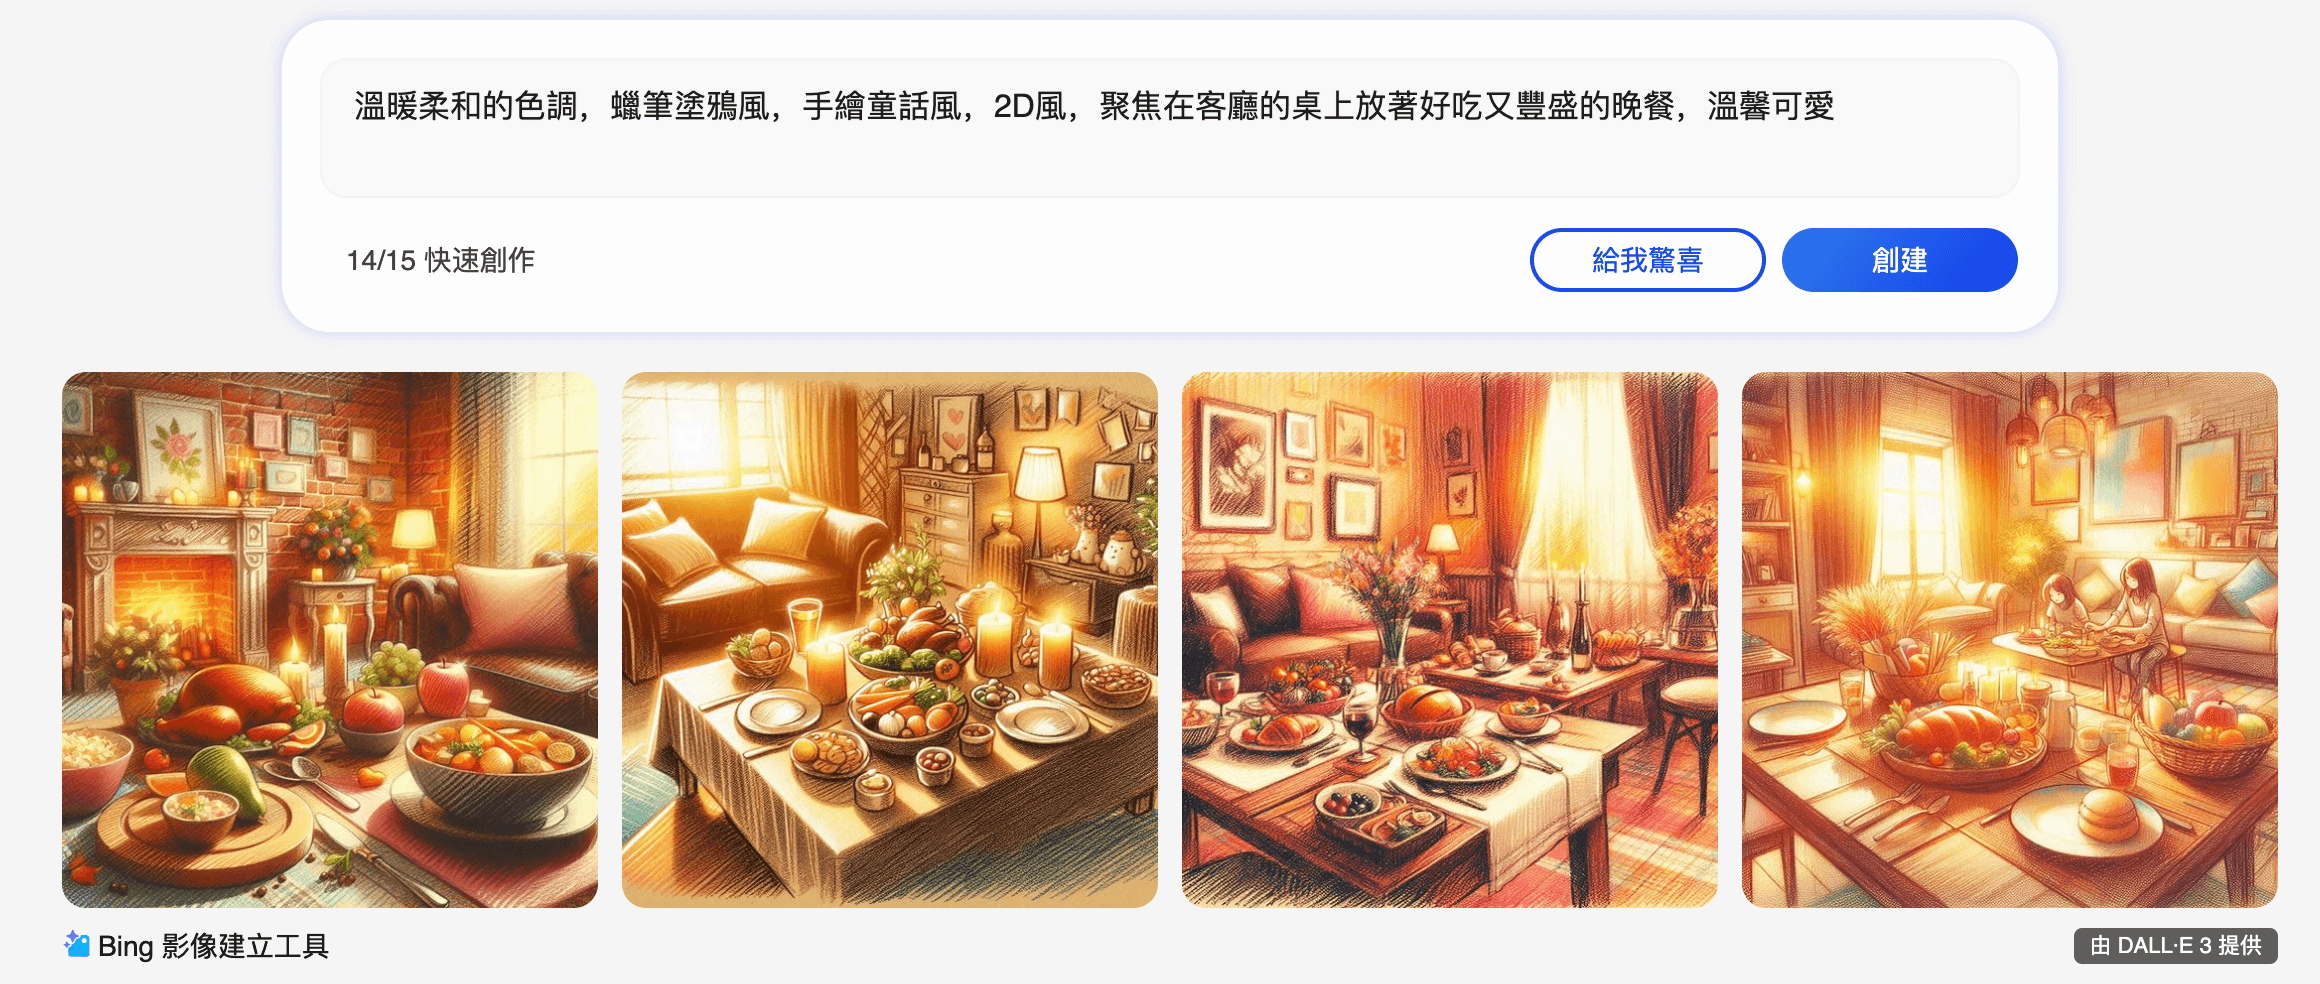 溫暖柔和的色調，蠟筆塗鴉風，手繪童話風，2D風，聚焦在客廳的桌上放著好吃又豐盛的晚餐，溫馨可愛
14/15 快速創作
給我驚喜
創建
Bing 影像建立工具
由 DALL·E 3 提供